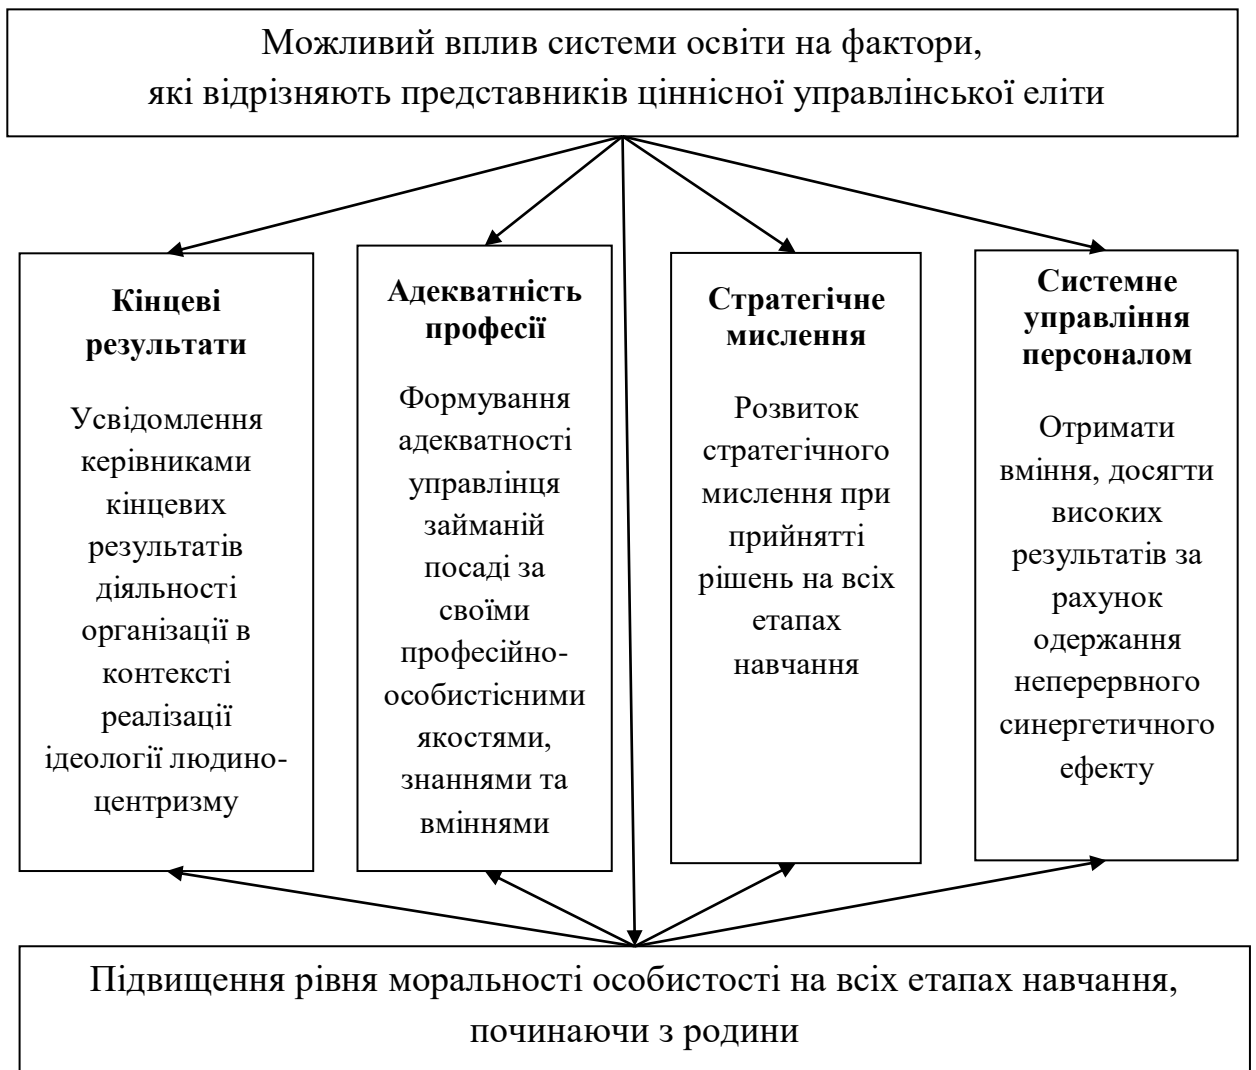 Можливий вплив системи освіти на фактори,
які відрізняють представників ціннісної управлінської еліти
Кінцеві
результати
Усвідомлення
керівниками
кінцевих
результатів
діяльності
організації в
контексті
реалізації
ідеології людино-
центризму
Адекватність
професії
Формування
адекватності
управлінця
займаній
посаді за
своїми
професійно-
особистісними
якостями,
знаннями та
вміннями
Стратегічне
мислення
Розвиток
стратегічного
мислення при
прийнятті
рішень на всіх
етапах
навчання
Системне
управління
персоналом
Отримати
вміння, досягти
високих
результатів за
рахунок
одержання
неперервного
синергетичного
ефекту
Підвищення рівня моральності особистості на всіх етапах навчання,
починаючи з родини